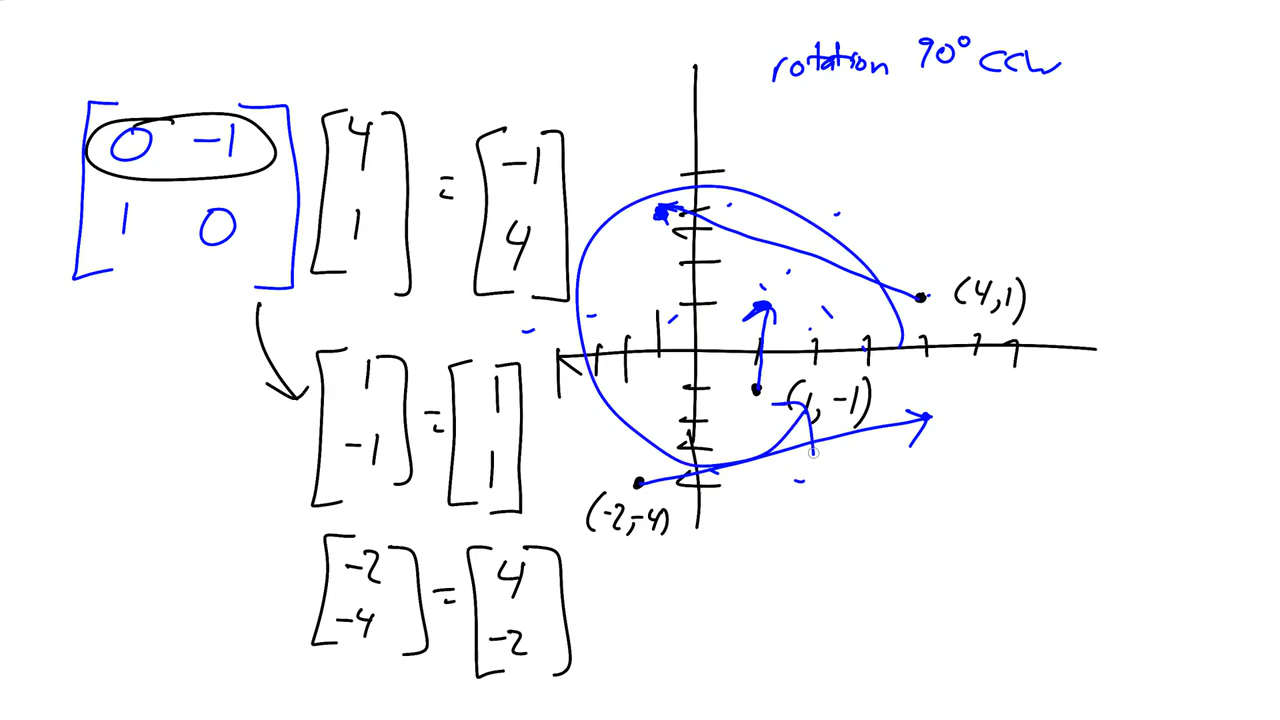 rotation 90° CCW
[0 -1
1 0] [4
1] = [-1
4]
(4,1)
[1
-1] = [1
1]
(1,-1)
(-2,-4)
[-2
-4] = [4
-2]